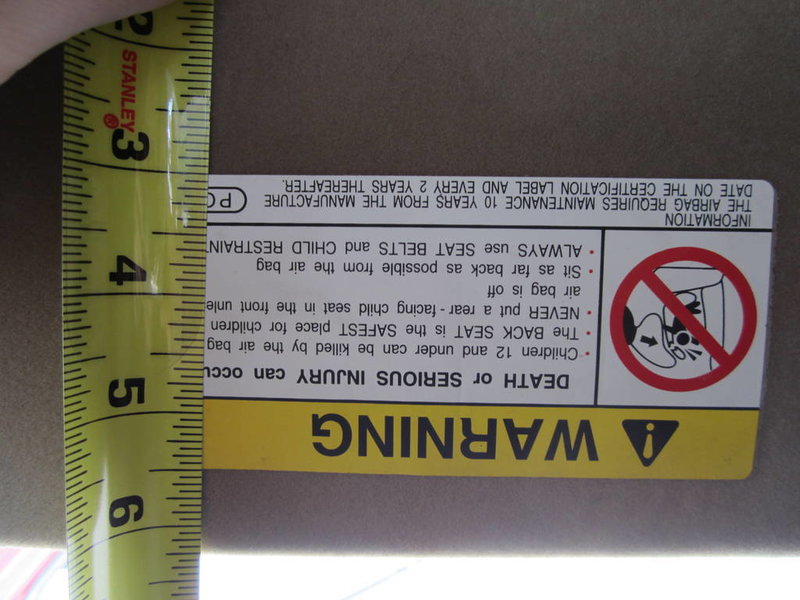 WARNING
DEATH or SERIOUS INJURY can occu
• Children 12 and under can be killed by the air bag
• The BACK SEAT is the SAFEST place for children
• NEVER put a rear-facing child seat in the front unle
air bag is off
• Sit as far back as possible from the air bag
• ALWAYS use SEAT BELTS and CHILD RESTRAINT
INFORMATION
THE AIRBAG REQUIRES MAINTENANCE 10 YEARS FROM THE MANUFACTURE
DATE ON THE CERTIFICATION LABEL AND EVERY 2 YEARS THEREAFTER.
2
STANLEY
3
4
5
6